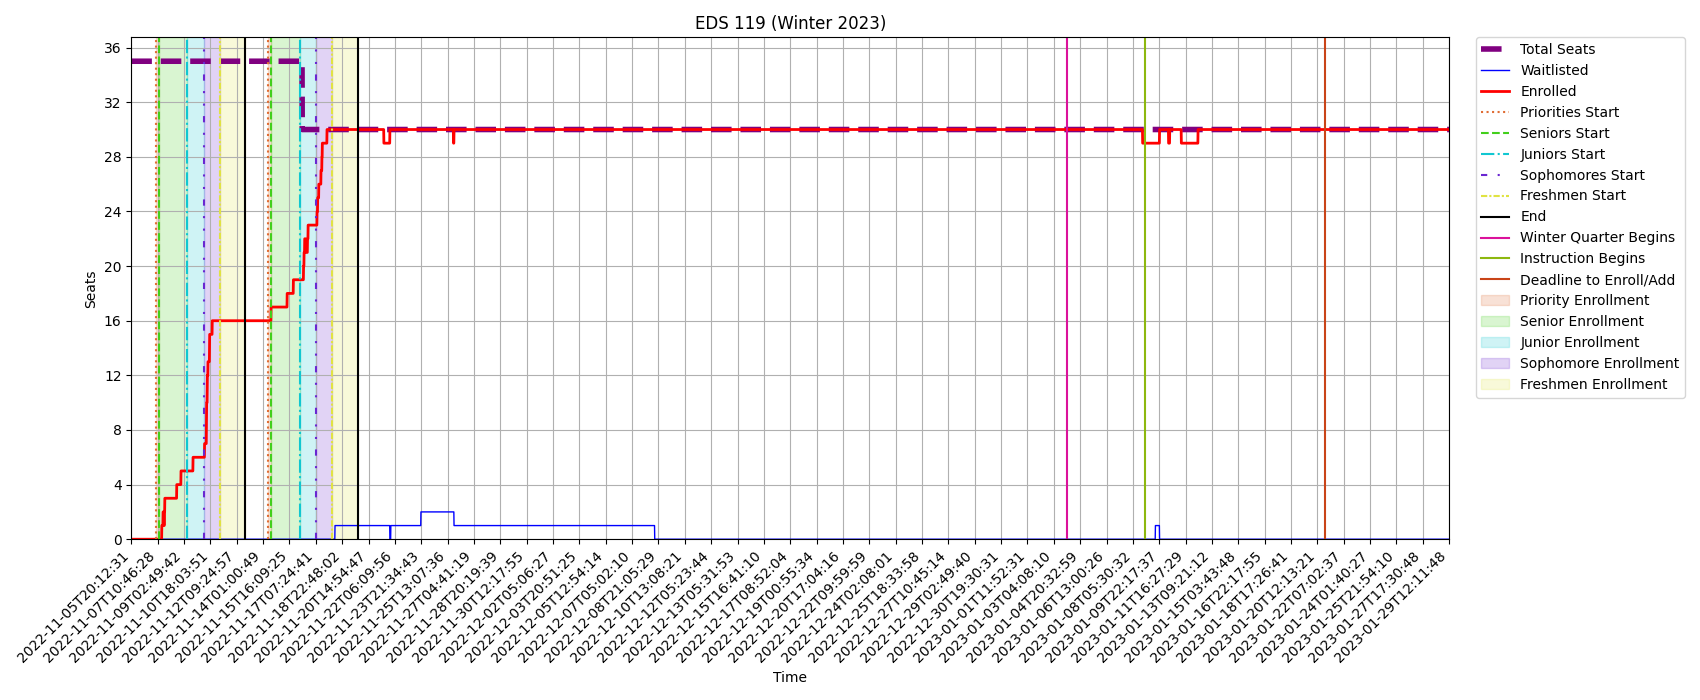 EDS 119 (Winter 2023)
36
32
28
24
20
16
12
8
4
0
Seats
2022-11-05T20:12:31
2022-11-07T10:46:28
2022-11-09T02:49:42
2022-11-10T18:03:51
2022-11-12T09:24:57
2022-11-14T01:00:49
2022-11-15T16:09:25
2022-11-17T07:24:41
2022-11-18T22:48:02
2022-11-20T14:54:47
2022-11-22T06:09:56
2022-11-23T21:34:43
2022-11-25T13:07:36
2022-11-27T04:41:19
2022-11-28T20:19:39
2022-11-30T12:17:55
2022-12-02T05:06:27
2022-12-03T20:51:25
2022-12-05T12:54:14
2022-12-07T05:02:10
2022-12-08T21:05:29
2022-12-10T13:08:21
2022-12-12T05:23:44
2022-12-13T05:31:53
2022-12-15T16:41:10
2022-12-17T08:52:04
2022-12-19T00:55:34
2022-12-20T17:04:16
2022-12-22T09:59:59
2022-12-24T02:08:01
2022-12-25T18:33:58
2022-12-27T10:45:14
2022-12-29T02:49:40
2022-12-30T19:30:31
2023-01-01T11:52:31
2023-01-03T04:08:10
2023-01-04T20:32:59
2023-01-06T13:00:26
2023-01-08T05:30:32
2023-01-09T22:17:37
2023-01-11T16:27:29
2023-01-13T09:21:12
2023-01-15T03:43:48
2023-01-16T22:17:55
2023-01-18T17:26:41
2023-01-20T12:13:21
2023-01-22T07:02:37
2023-01-24T01:40:27
2023-01-25T21:54:10
2023-01-27T17:30:48
2023-01-29T12:11:48
Time
Total Seats
Waitlisted
Enrolled
Priorities Start
Seniors Start
Juniors Start
Sophomores Start
Freshmen Start
End
Winter Quarter Begins
Instruction Begins
Deadline to Enroll/Add
Priority Enrollment
Senior Enrollment
Junior Enrollment
Sophomore Enrollment
Freshmen Enrollment